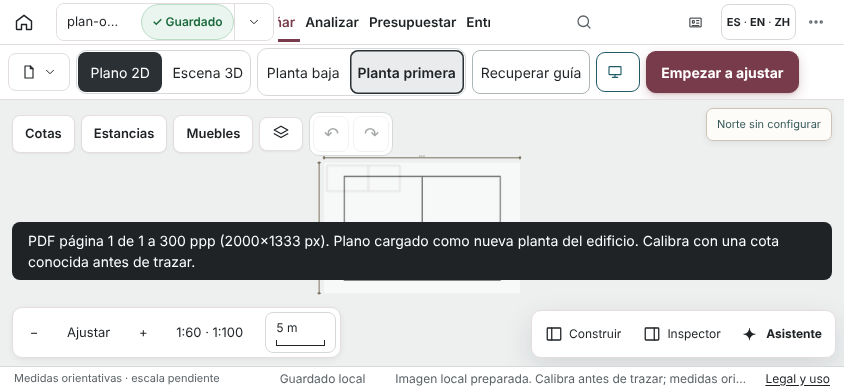 plan-o...
✓ Guardado
ñar
Analizar
Presupuestar
Entr
ES · EN · ZH
Plano 2D
Escena 3D
Planta baja
Planta primera
Recuperar guía
Empezar a ajustar
Cotas
Estancias
Muebles
Norte sin configurar
PDF página 1 de 1 a 300 ppp (2000×1333 px). Plano cargado como nueva planta del edificio. Calibra con una cota
conocida antes de trazar.
−
Ajustar
+
1:60 · 1:100
5 m
Construir
Inspector
Asistente
Medidas orientativas · escala pendiente
Guardado local
Imagen local preparada. Calibra antes de trazar; medidas ori...
Legal y uso